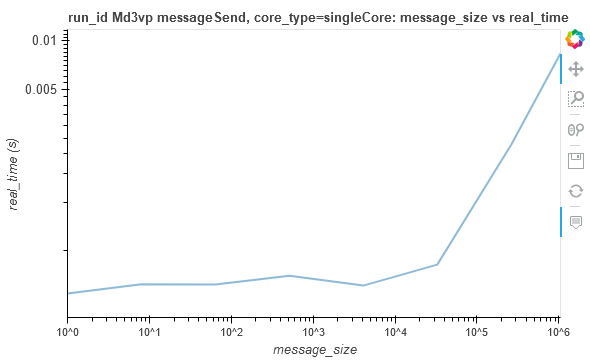 run_id Md3vp messageSend, core_type=singleCore: message_size vs real_time
0.01
0.005
real_time (s)
10^0 10^1 10^2 10^3 10^4 10^5 10^6
message_size